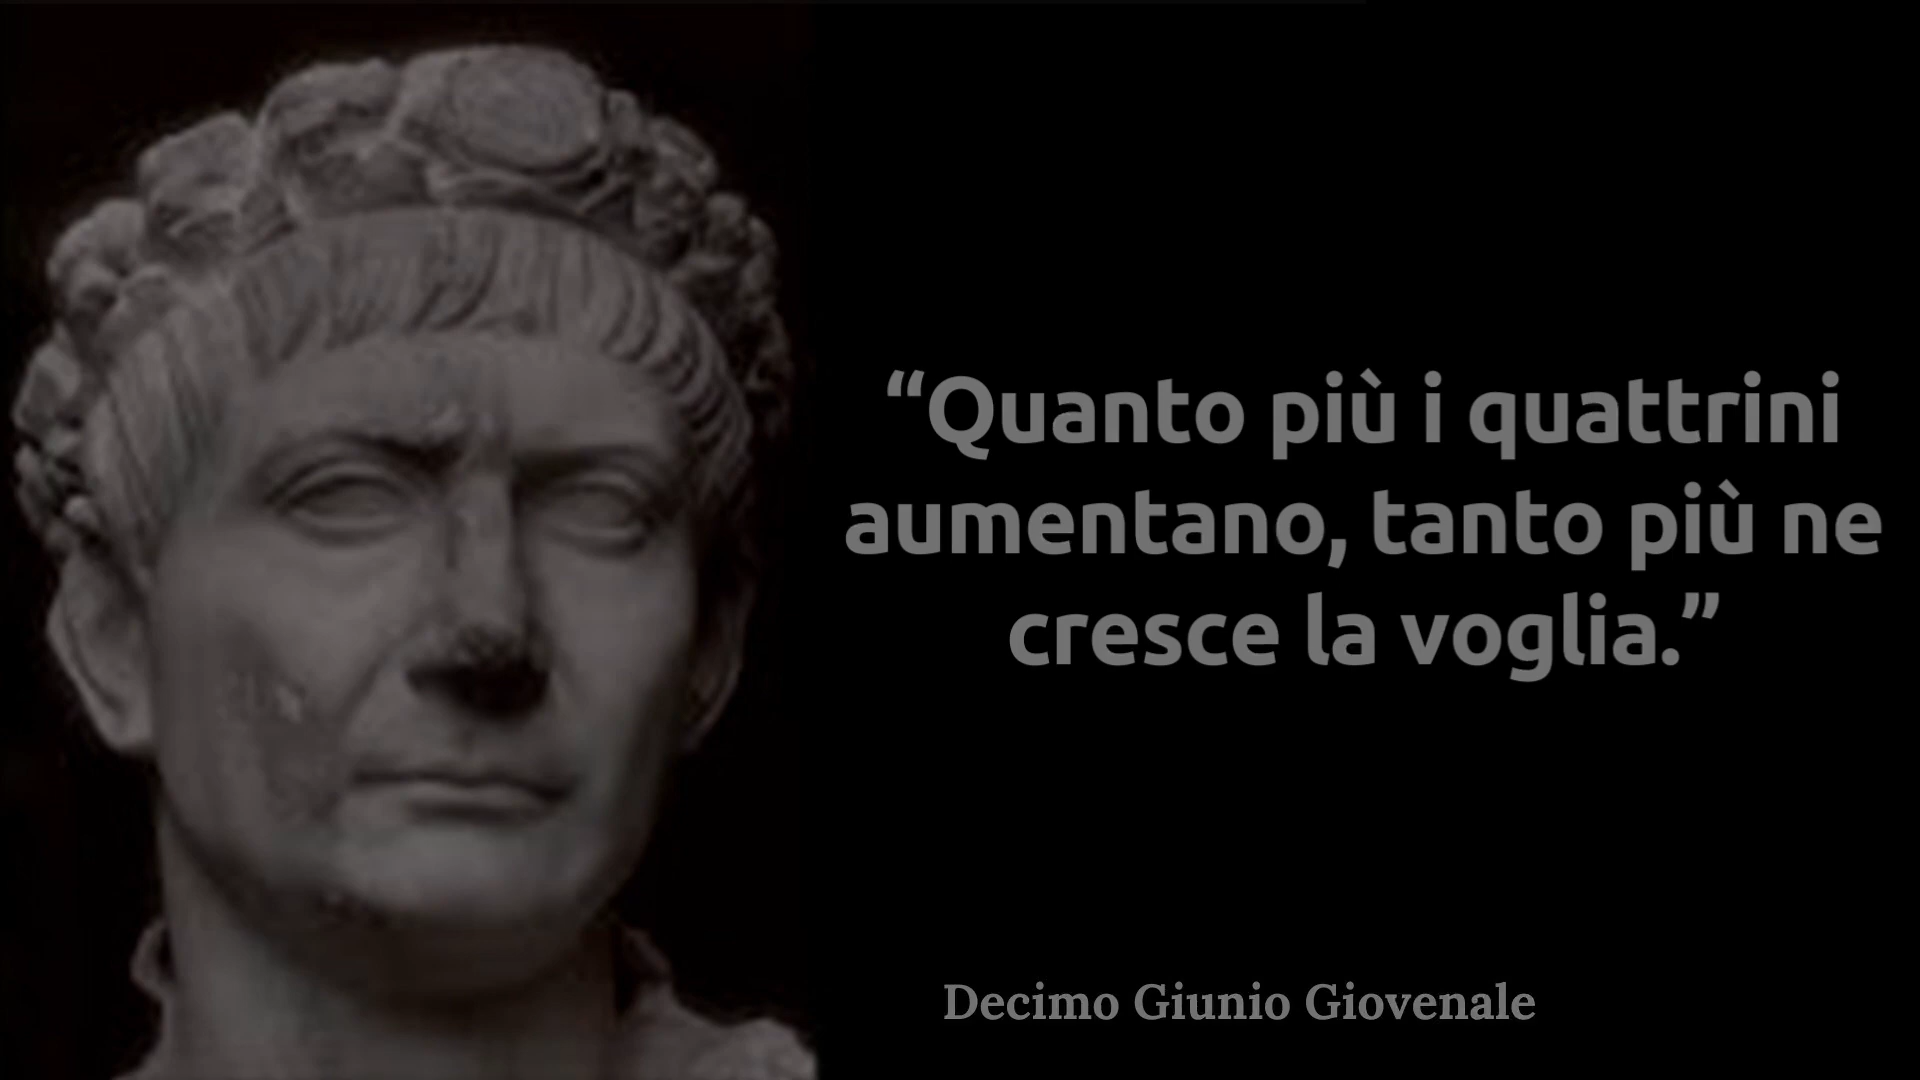 “Quanto più i quattrini
aumentano, tanto più ne
cresce la voglia.”
Decimo Giunio Giovenale